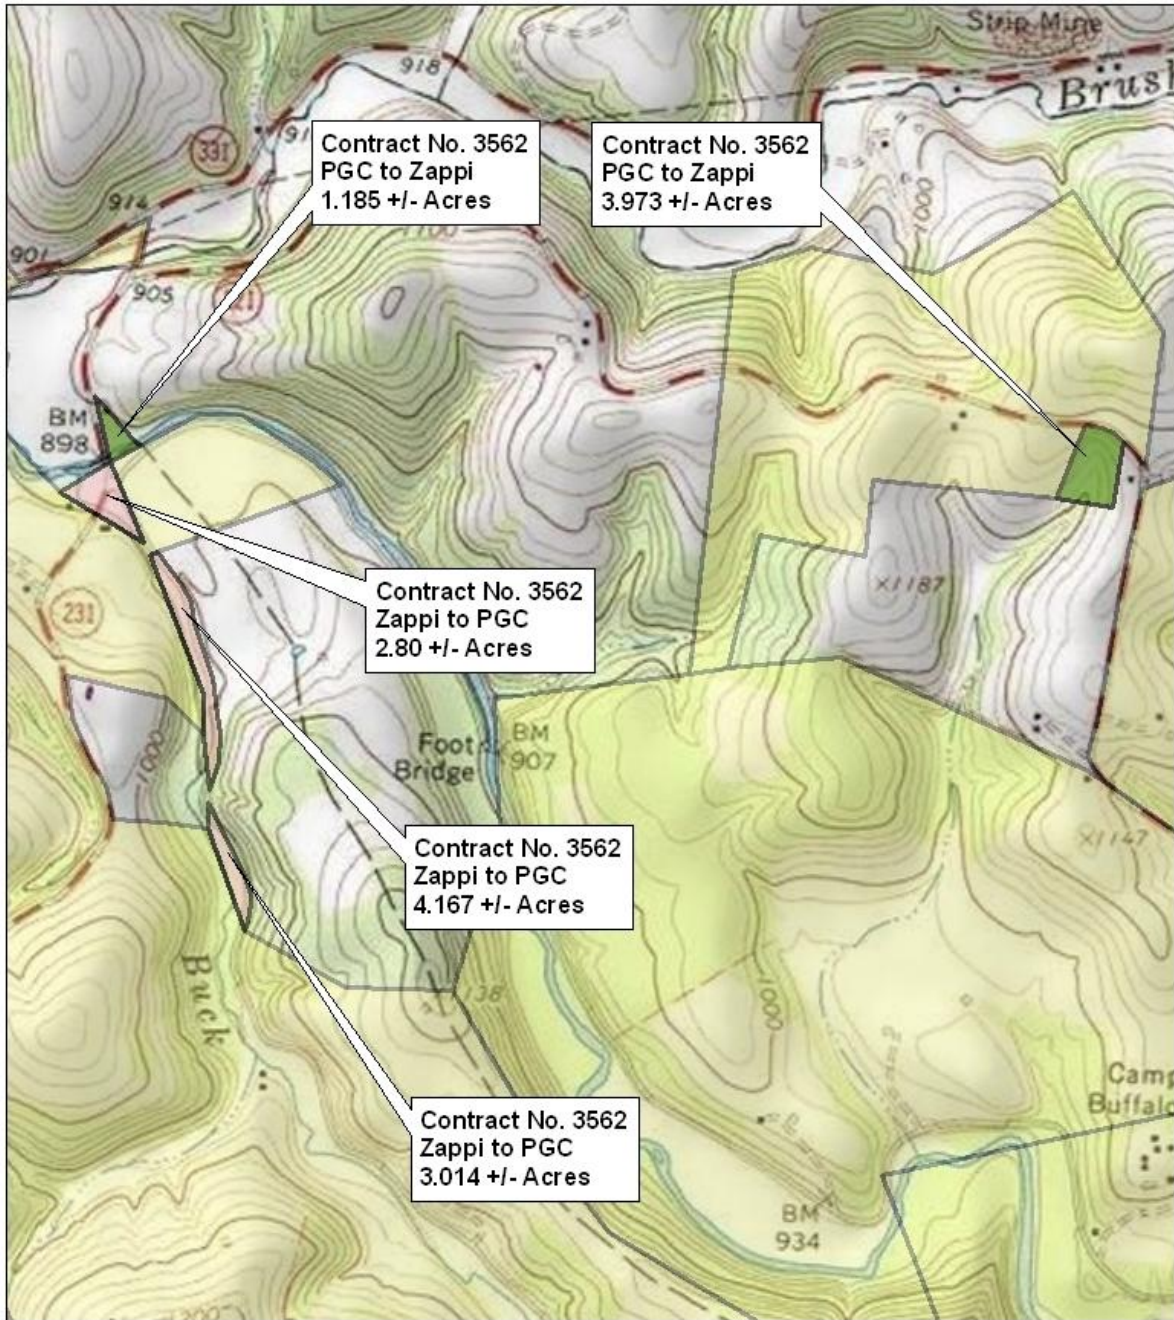 Strip Mine
918
Brush
331
Contract No. 3562
PGC to Zappi
1.185 +/- Acres
Contract No. 3562
PGC to Zappi
3.973 +/- Acres
1000
914
901
905
BM
898
Contract No. 3562
Zappi to PGC
2.80 +/- Acres
X1187
231
1000
Foot
Bridge
BM
907
X1147
Contract No. 3562
Zappi to PGC
4.167 +/- Acres
Buck
1000
Camp
Buffalo
Contract No. 3562
Zappi to PGC
3.014 +/- Acres
BM
934